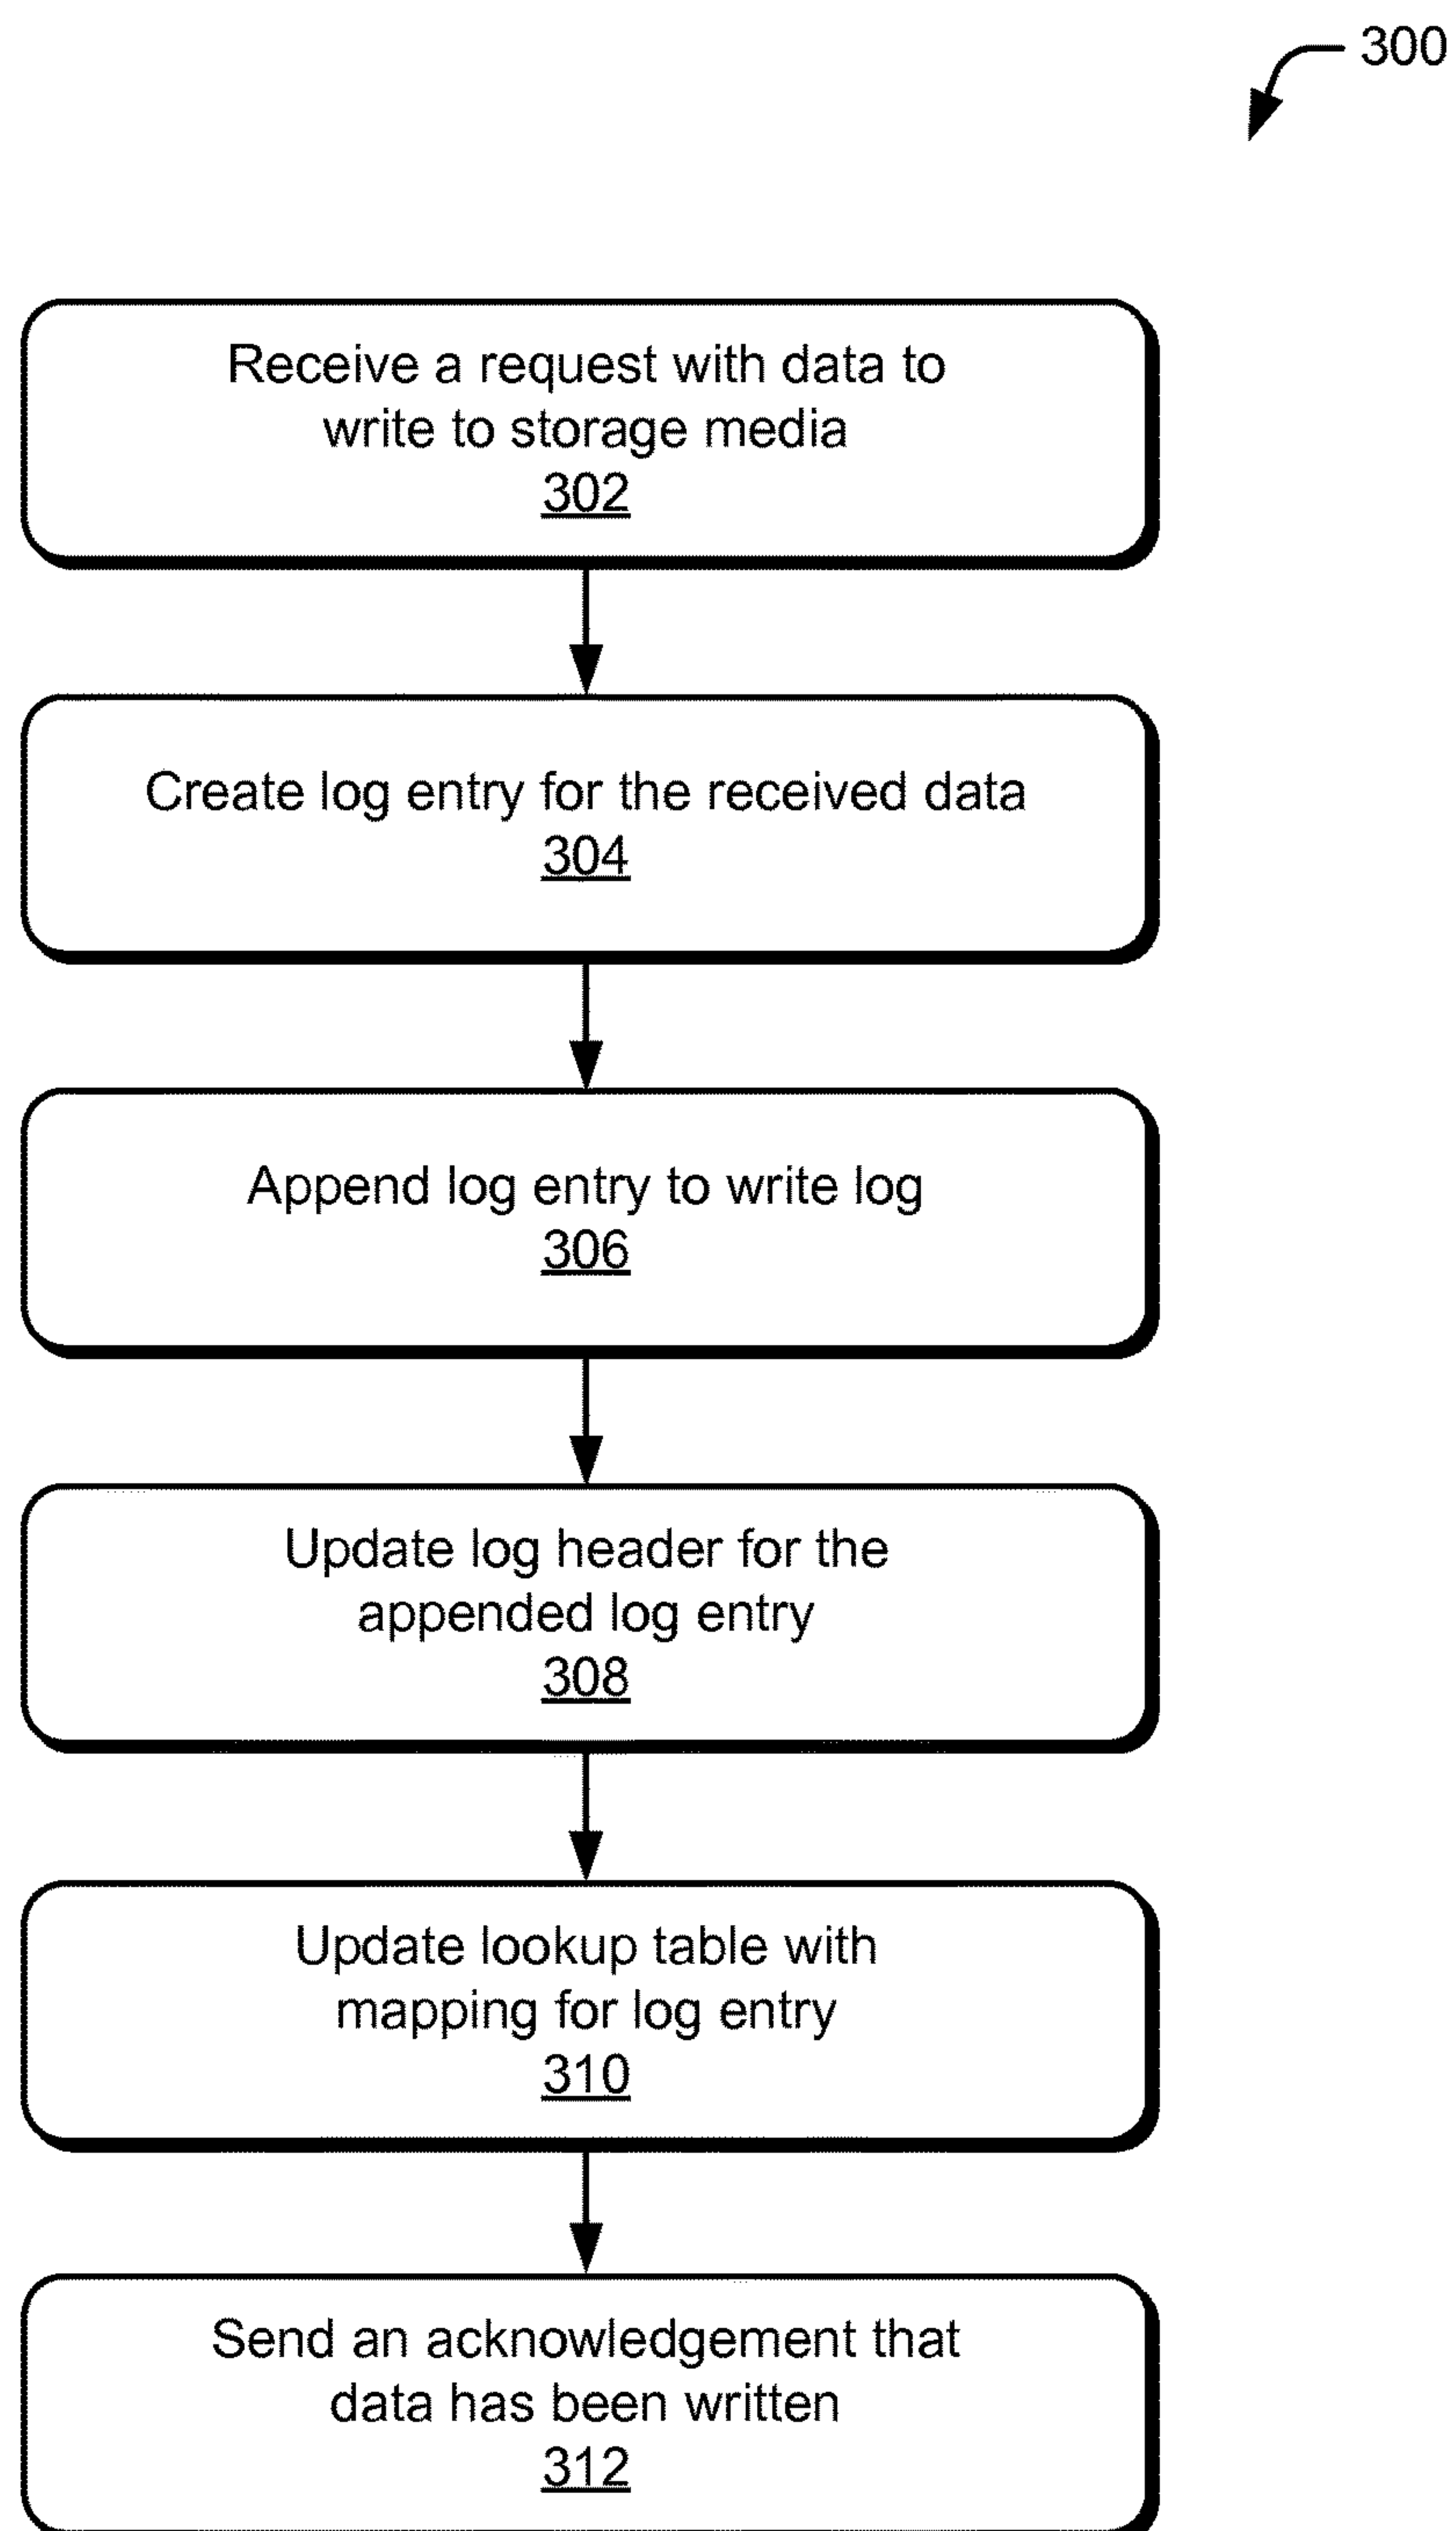 300
Receive a request with data to
write to storage media
302
Create log entry for the received data
304
Append log entry to write log
306
Update log header for the
appended log entry
308
Update lookup table with
mapping for log entry
310
Send an acknowledgement that
data has been written
312